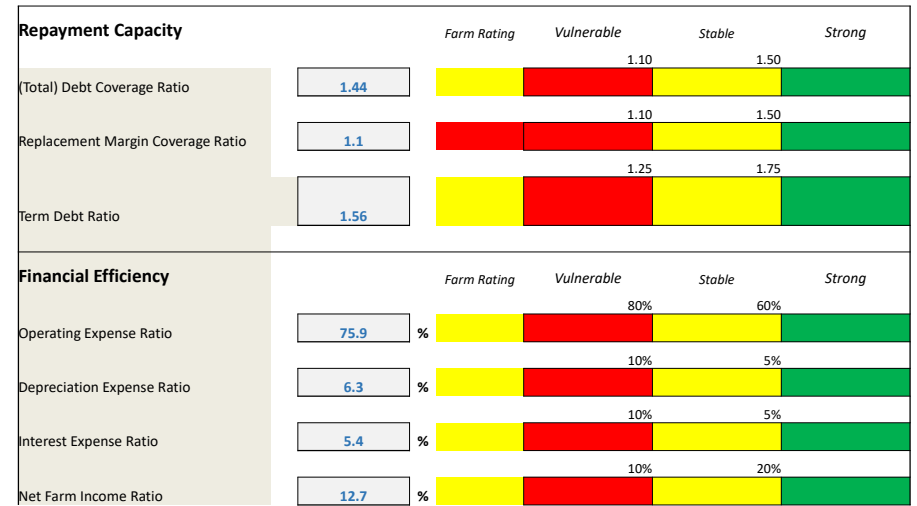 Repayment Capacity Farm Rating Vulnerable Stable Strong
1.10 1.50
(Total) Debt Coverage Ratio 1.44
1.10 1.50
Replacement Margin Coverage Ratio 1.1
1.25 1.75
Term Debt Ratio 1.56
Financial Efficiency Farm Rating Vulnerable Stable Strong
80% 60%
Operating Expense Ratio 75.9 %
10% 5%
Depreciation Expense Ratio 6.3 %
10% 5%
Interest Expense Ratio 5.4 %
10% 20%
Net Farm Income Ratio 12.7 %